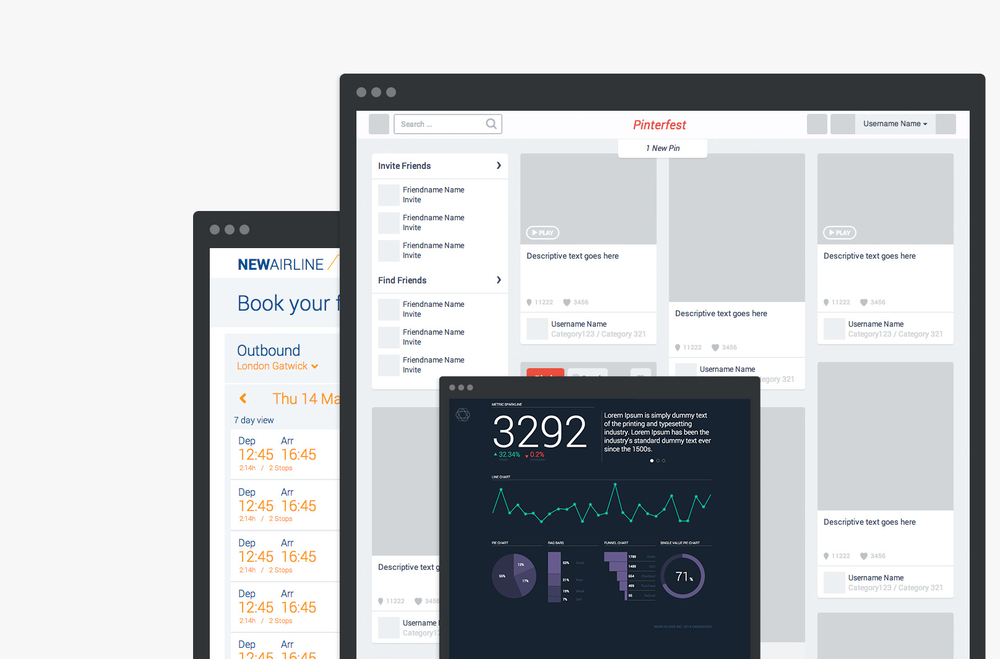 Search ...
Pinterfest
Username Name
1 New Pin
Invite Friends
Friendname Name
Invite
Friendname Name
Invite
Friendname Name
Invite
Find Friends
Friendname Name
Invite
Friendname Name
Invite
Friendname Name
Invite
PLAY
Descriptive text goes here
11222 3456
Username Name
Category123 / Category 321
Descriptive text goes here
11222 3456
Username Name
egory 321
PLAY
Descriptive text goes here
11222 3456
Username Name
Category123 / Category 321
Descriptive text goes here
11222 3456
Username Name
Category123 / Category 321
Descriptive text g
11222 3456
Username
Category12
NEWAIRLINE
Book your f
Outbound
London Gatwick
Thu 14 Ma
7 day view
Dep Arr
12:45 16:45
2:14h / 2 Stops
Dep Arr
12:45 16:45
2:14h / 2 Stops
Dep Arr
12:45 16:45
2:14h / 2 Stops
Dep Arr
12:45 16:45
2:14h / 2 Stops
Dep Arr
12:45 16:45
METRIC SPARKLINE
3292
32.34% 0.2%
Lorem Ipsum is simply dummy text
of the printing and typesetting
industry. Lorem Ipsum has been the
industry's standard dummy text ever
since the 1500s.
LINE CHART
PIE CHART
BAR
FUNNEL CHART
SINGLE VALUE PIE CHART
71%